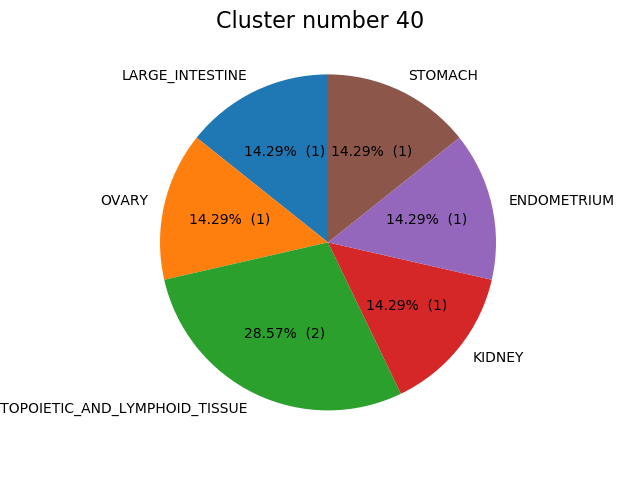 Cluster number 40
LARGE_INTESTINE
STOMACH
14.29% (1)
14.29% (1)
OVARY
ENDOMETRIUM
14.29% (1)
14.29% (1)
14.29% (1)
28.57% (2)
KIDNEY
TOPOIETIC_AND_LYMPHOID_TISSUE